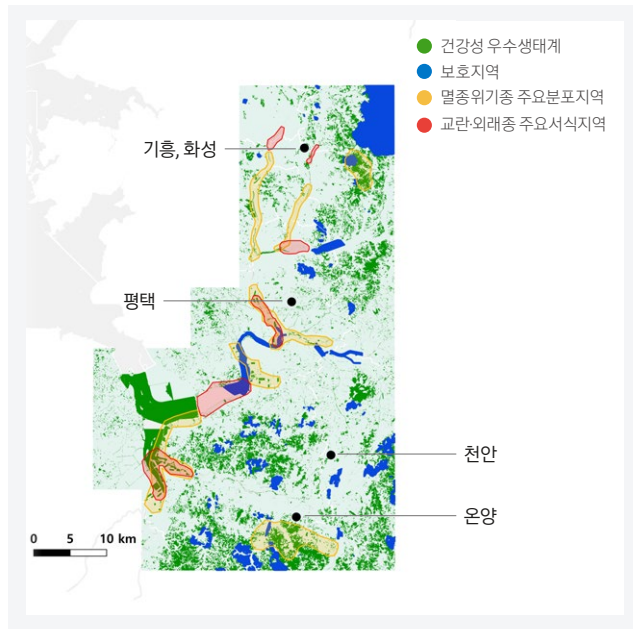 건강성 우수생태계
보호지역
멸종위기종 주요분포지역
교란·외래종 주요서식지역
기흥, 화성
평택
천안
온양
0 5 10 km